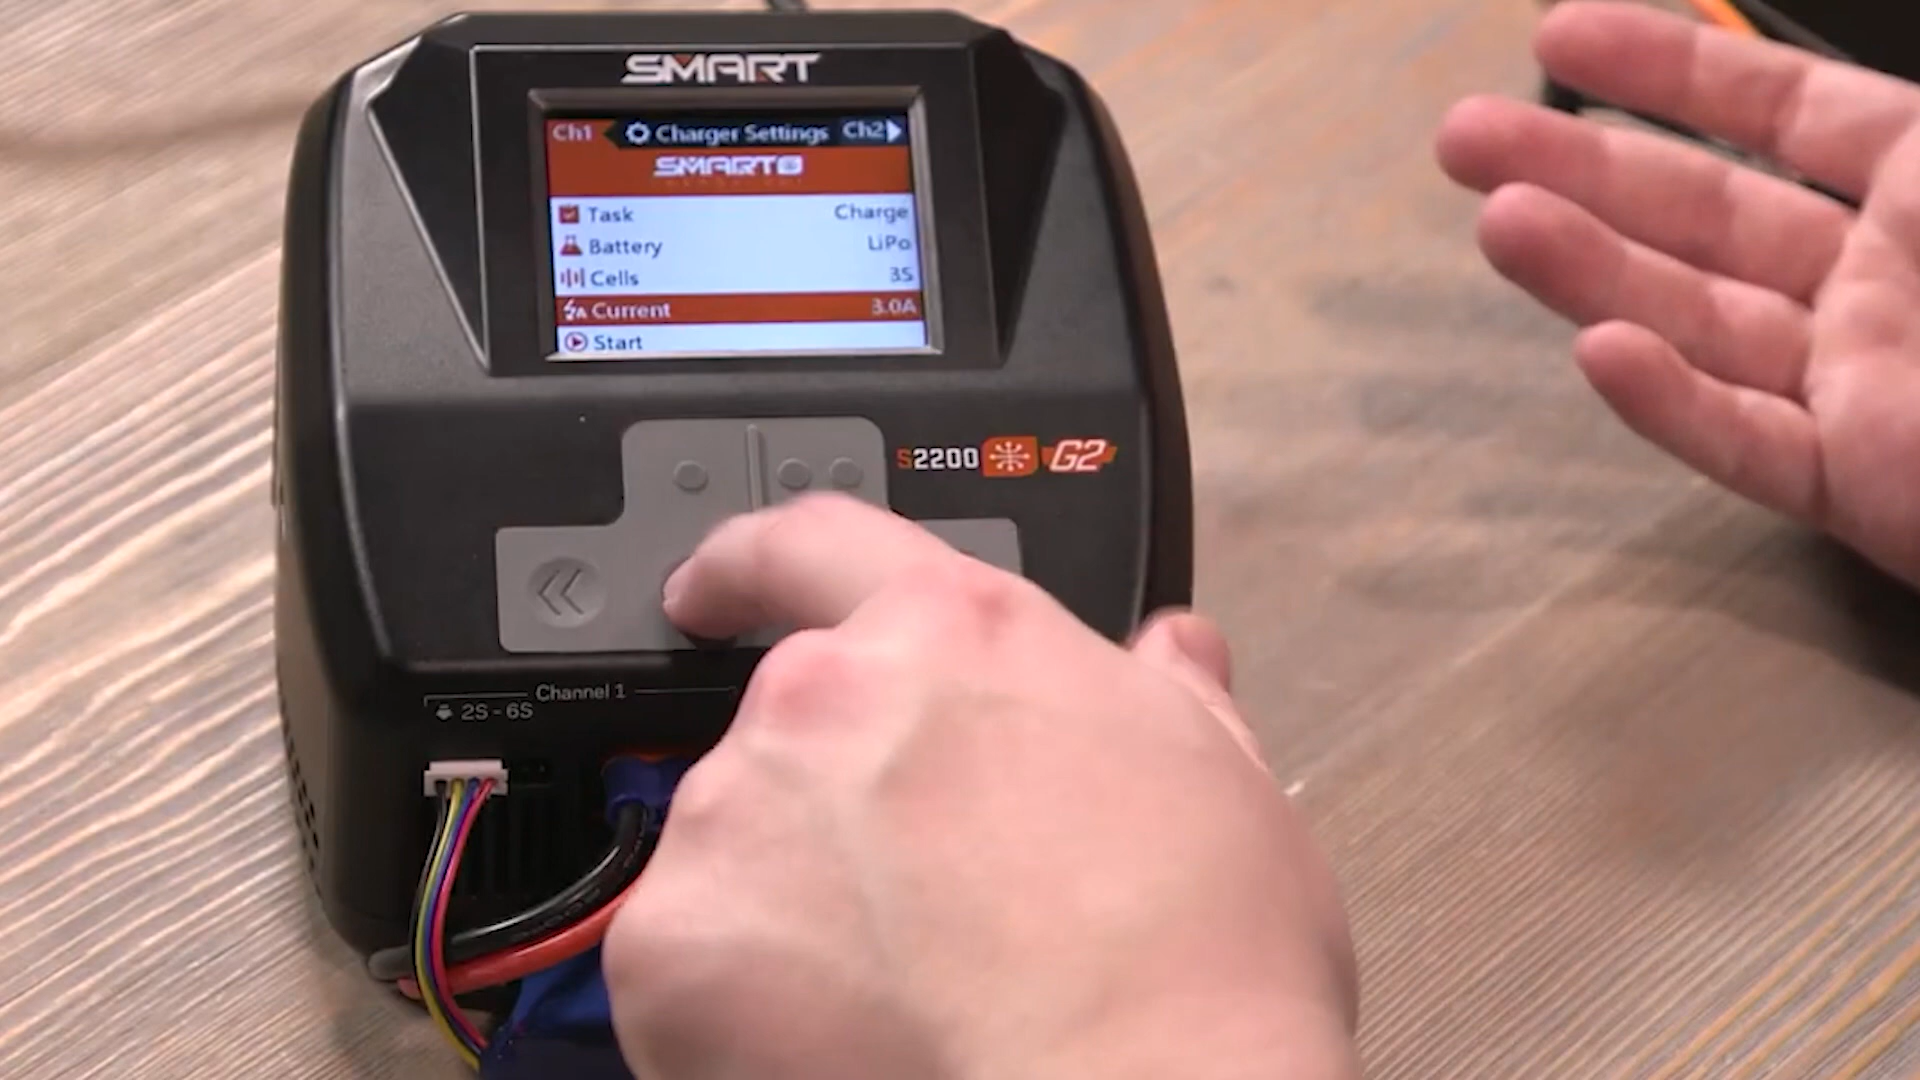 SMART
Ch1 Charger Settings Ch2
SMART
Task Charge
Battery LiPo
Cells 3S
Current 3.0A
Start
S2200 G2
Channel 1
2S - 6S